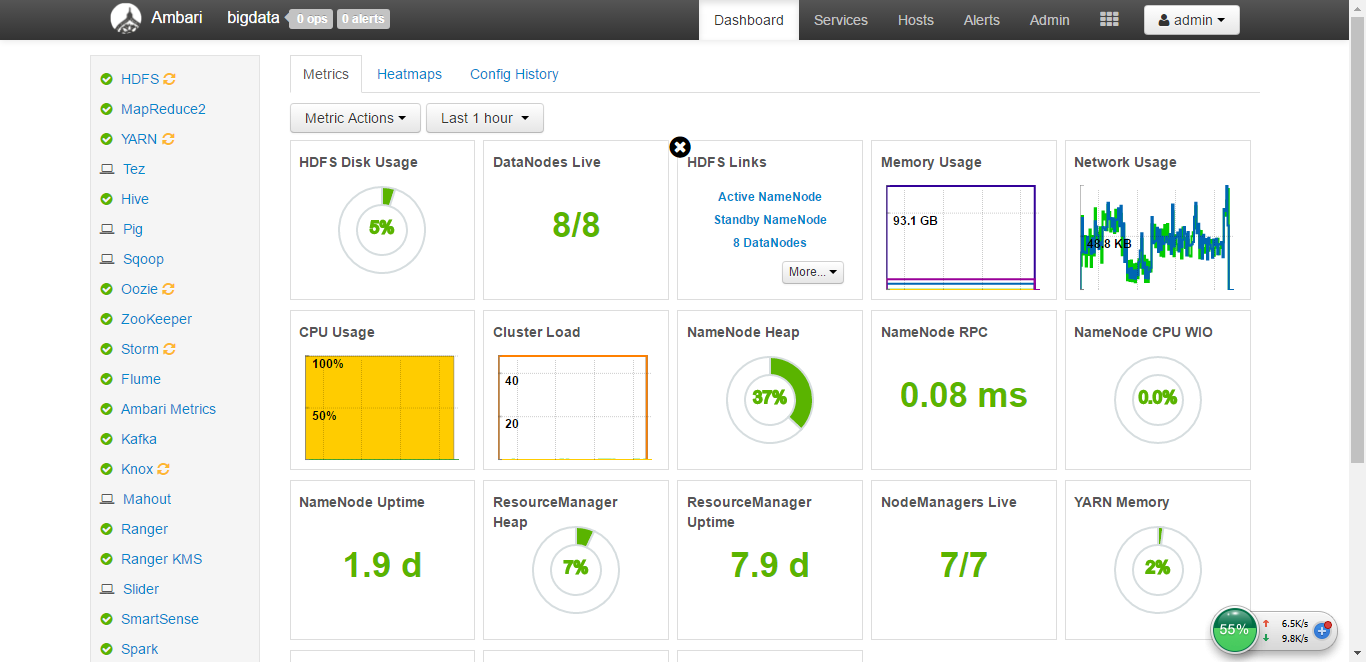 Ambari bigdata 0 ops 0 alerts Dashboard Services Hosts Alerts Admin admin
HDFS
MapReduce2
YARN
Tez
Hive
Pig
Sqoop
Oozie
ZooKeeper
Storm
Flume
Ambari Metrics
Kafka
Knox
Mahout
Ranger
Ranger KMS
Slider
SmartSense
Spark
Metrics Heatmaps Config History
Metric Actions Last 1 hour
HDFS Disk Usage
5%
DataNodes Live
8/8
HDFS Links
Active NameNode
Standby NameNode
8 DataNodes
More...
Memory Usage
93.1 GB
Network Usage
48.8 KB
CPU Usage
100%
50%
Cluster Load
40
20
NameNode Heap
37%
NameNode RPC
0.08 ms
NameNode CPU WIO
0.0%
NameNode Uptime
1.9 d
ResourceManager
Heap
7%
ResourceManager
Uptime
7.9 d
NodeManagers Live
7/7
YARN Memory
2%
55%
6.5K/s
9.8K/s